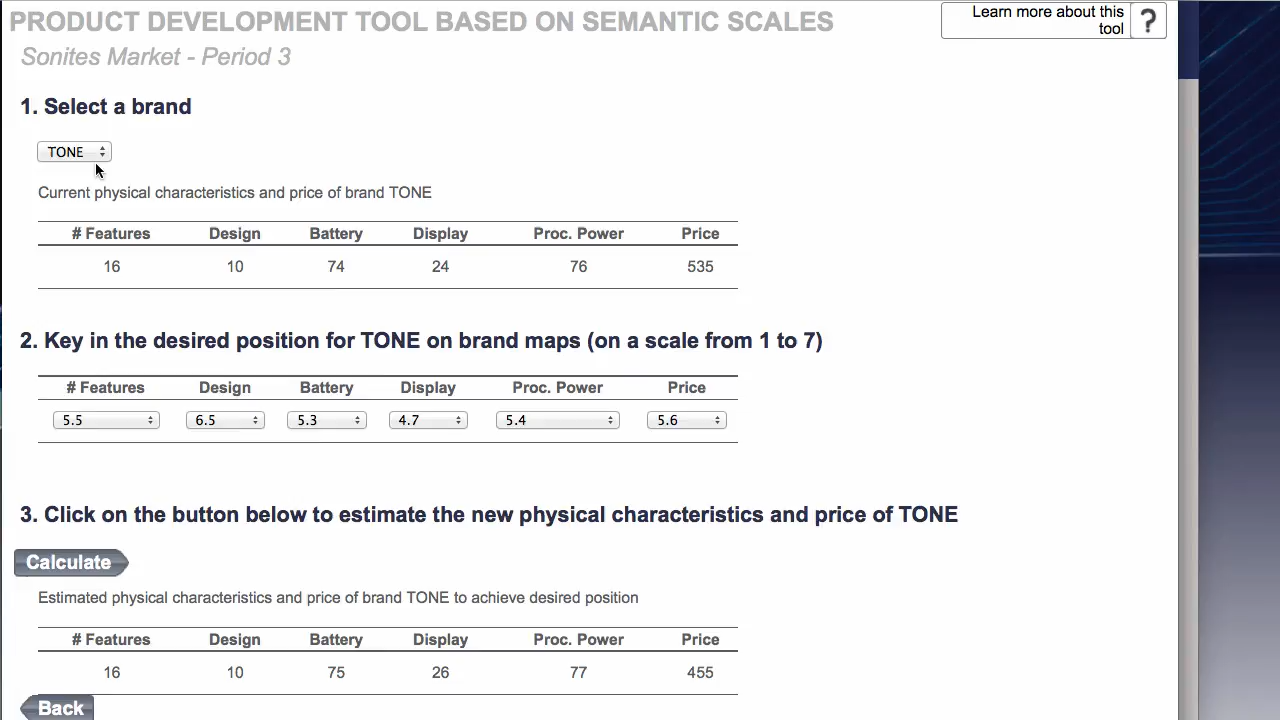 PRODUCT DEVELOPMENT TOOL BASED ON SEMANTIC SCALES
Learn more about this
tool
?
Sonites Market - Period 3
1. Select a brand
TONE
Current physical characteristics and price of brand TONE
# Features Design Battery Display Proc. Power Price
16 10 74 24 76 535
2. Key in the desired position for TONE on brand maps (on a scale from 1 to 7)
# Features Design Battery Display Proc. Power Price
5.5 6.5 5.3 4.7 5.4 5.6
3. Click on the button below to estimate the new physical characteristics and price of TONE
Calculate
Estimated physical characteristics and price of brand TONE to achieve desired position
# Features Design Battery Display Proc. Power Price
16 10 75 26 77 455
Back